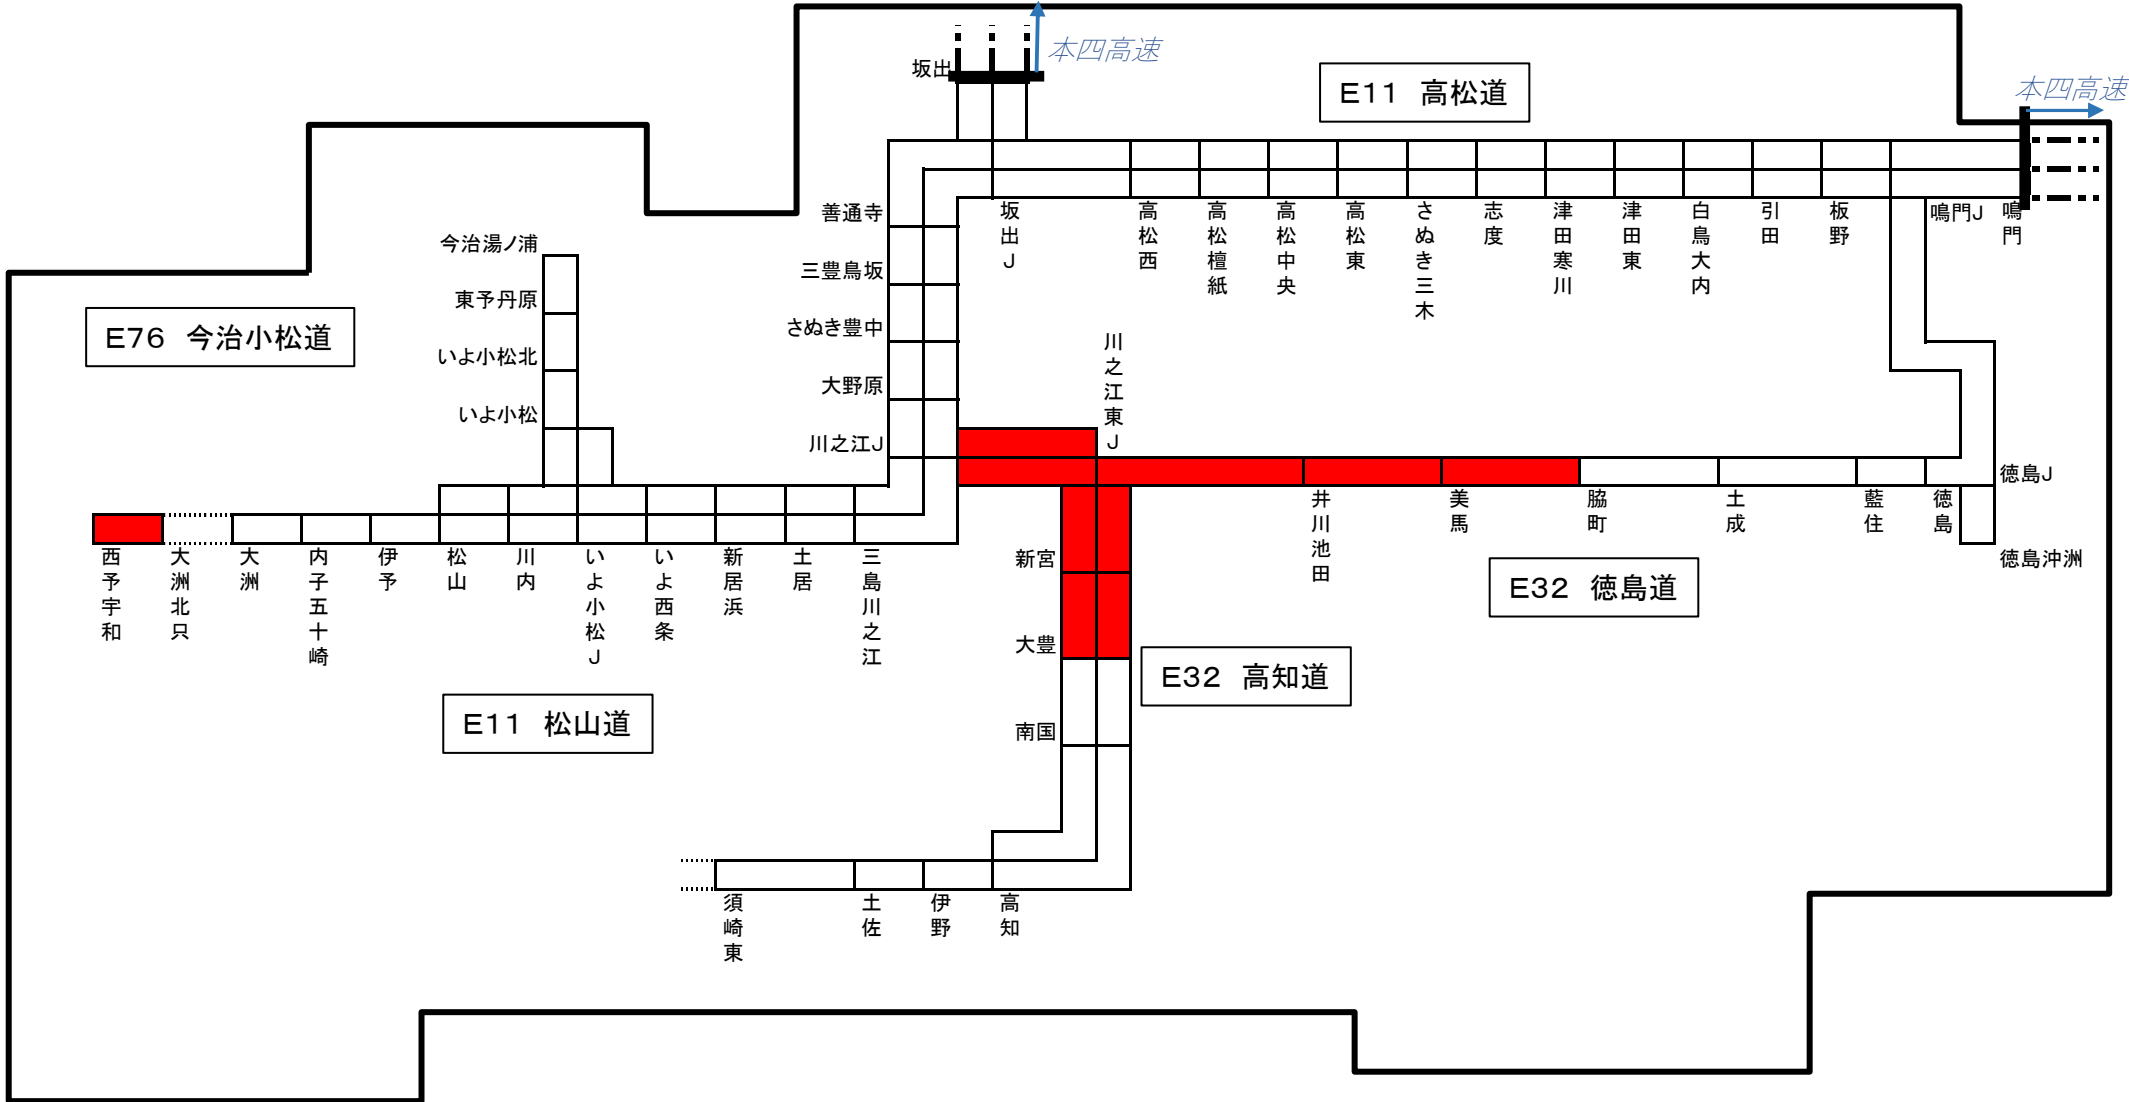 本四高速
坂出
E11 高松道
本四高速
善通寺
坂出J
高松西
高松檀紙
高松中央
高松東
さぬき三木
志度
津田寒川
津田東
白鳥大内
引田
板野
鳴門J
鳴門
今治湯ノ浦
三豊鳥坂
東予丹原
E76 今治小松道
さぬき豊中
いよ小松北
川之江東J
大野原
いよ小松
川之江J
徳島J
西予宇和
大洲北只
大洲
内子五十崎
伊予
松山
川内
いよ小松J
いよ西条
新居浜
土居
三島川之江
新宮
井川池田
美馬
脇町
土成
藍住
徳島
徳島沖洲
E32 徳島道
大豊
E32 高知道
E11 松山道
南国
須崎東
土佐
伊野
高知